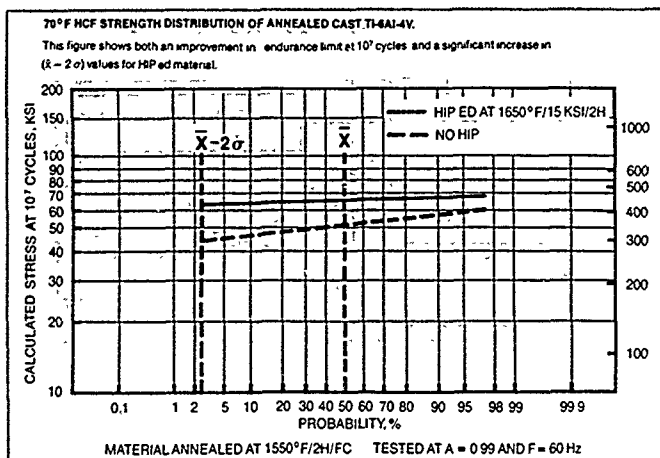 70°F HCF STRENGTH DISTRIBUTION OF ANNEALED CAST TI-6AI-4V.
This figure shows both an improvement in endurance limit at 10⁷ cycles and a significant increase in
(x̄ – 2 σ) values for HIP ed material.
200
150
100
90
80
70
60
50
40
30
20
10
CALCULATED STRESS AT 10⁷ CYCLES, KSI
X̄-2σ
X̄
HIP ED AT 1650°F/15 KSI/2H
NO HIP
1000
600
500
400
300
200
100
0.1 1 2 5 10 20 30 40 50 60 70 80 90 95 98 99 99 9
PROBABILITY, %
MATERIAL ANNEALED AT 1550°F/2H/FC TESTED AT A = 0 99 AND F = 60 Hz